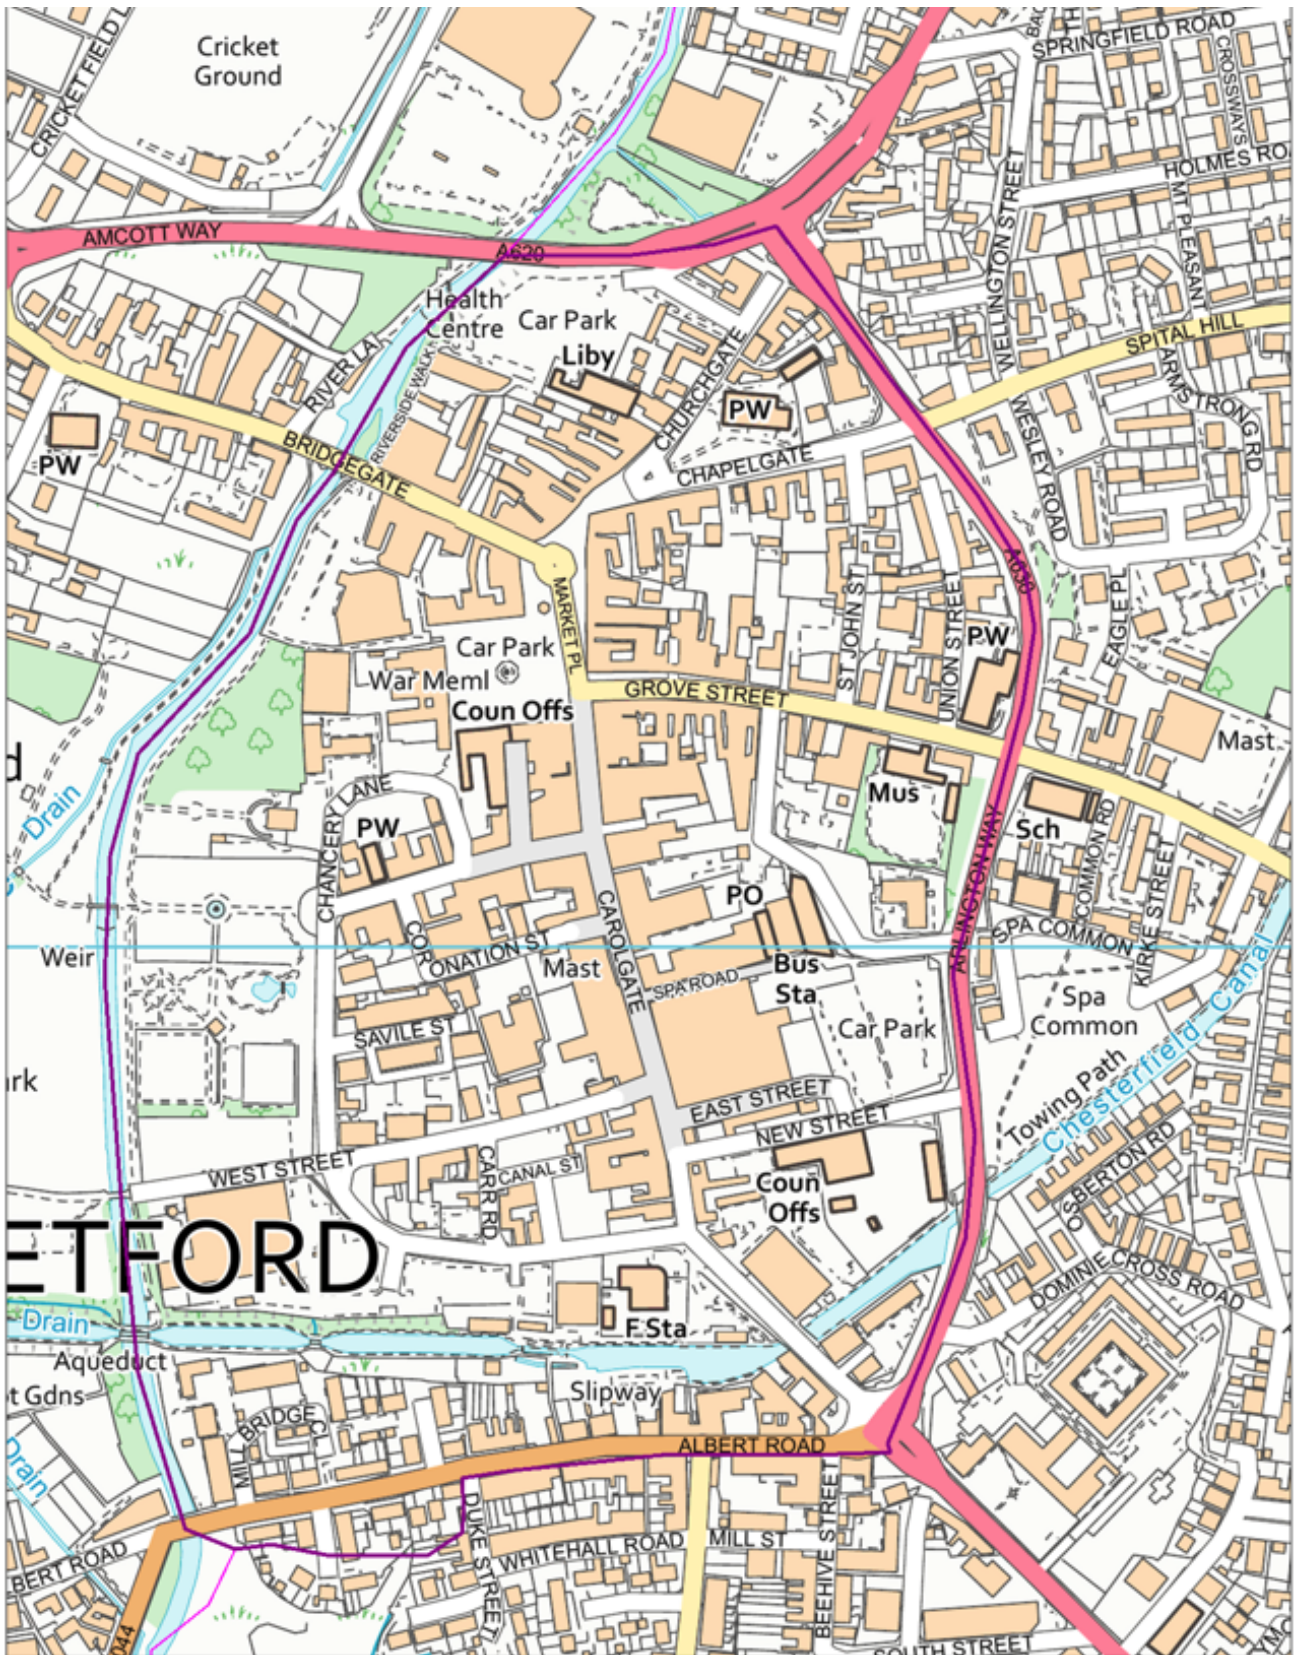 Cricket
Ground
CRICKET FIELD L
SPRINGFIELD ROAD
CROSSWAYS
HOLMES RO
MT PLEASANT
WELLINGTON STREET
AMCOTT WAY
A620
Health
Centre
Car Park
Liby
RIVER LA
RIVERSIDE WALK
CHURCHGATE
PW
SPITAL HILL
ARMSTRONG RD
WESLEY ROAD
PW
BRIDGEGATE
CHAPELGATE
A638
MARKET PL
ST JOHN ST
UNION STREET
PW
EAGLE PL
Car Park
War Meml
Coun Offs
GROVE STREET
Mast
d
Drain
CHANCERY LANE
PW
Mus
Sch
ARLINGTON WAY
COMMON RD
KIRKE STREET
PO
CAROLGATE
SPA COMMON
Weir
CORONATION ST
Mast
SPA ROAD
Bus
Sta
Spa
Common
Car Park
SAVILE ST
rk
Towing Path
Chesterfield Canal
EAST STREET
NEW STREET
OSBERTON RD
WEST STREET
CARR RD
CANAL ST
Coun
Offs
ETFORD
DOMINIE CROSS ROAD
Drain
F Sta
Aqueduct
t Gdns
Slipway
MILL BRIDGE C
ALBERT ROAD
Drain
DUKE STREET
WHITEHALL ROAD
MILL ST
BEEHIVE STREET
BERT ROAD
044
SOUTH STREET